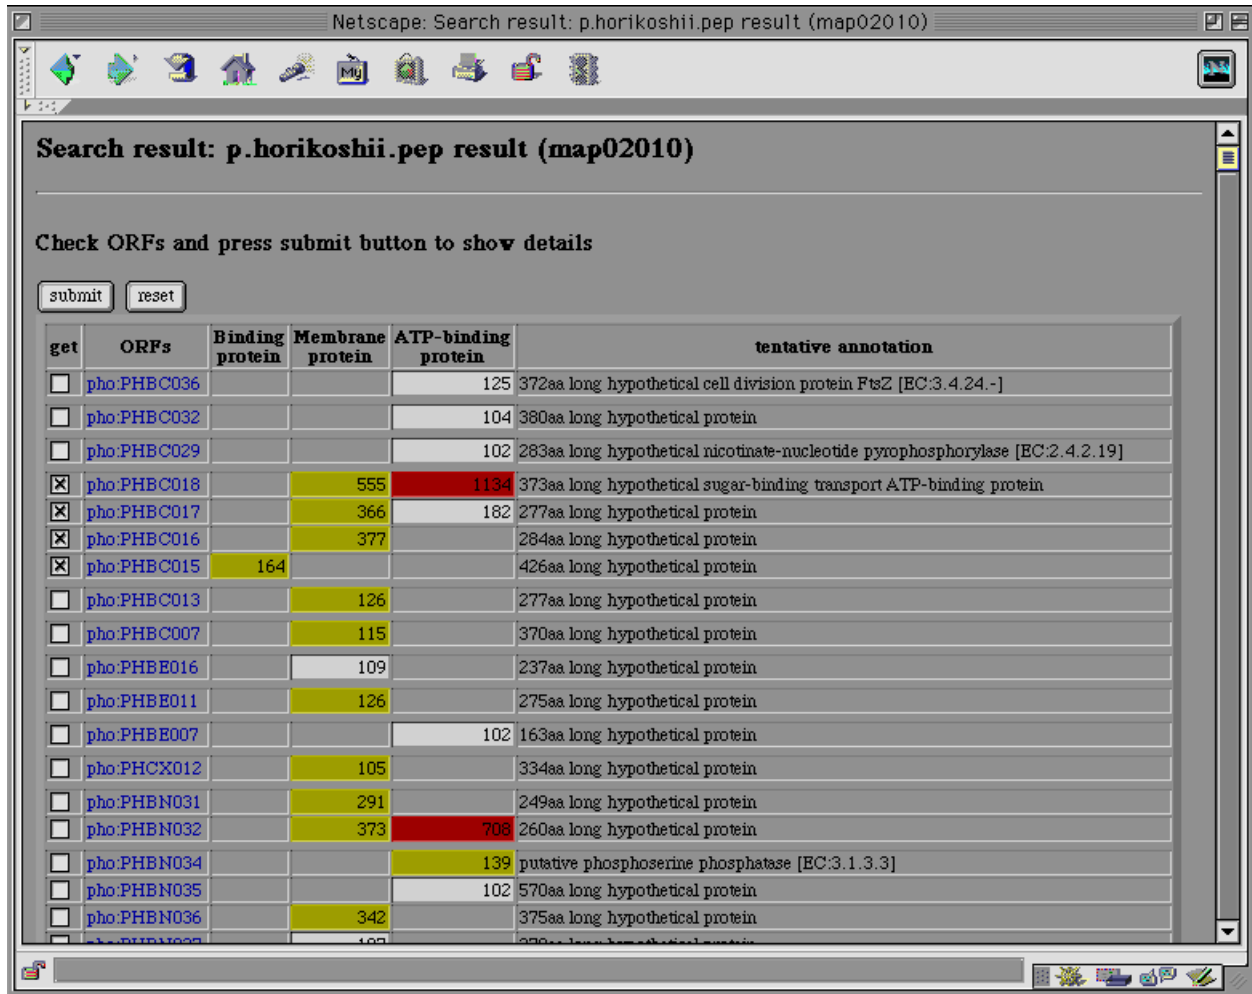 Netscape: Search result: p.horikoshii.pep result (map02010)
My
Search result: p.horikoshii.pep result (map02010)
Check ORFs and press submit button to show details
submit reset
get ORFs Binding protein Membrane protein ATP-binding protein tentative annotation
pho:PHBC036 125 372aa long hypothetical cell division protein FtsZ [EC:3.4.24.-]
pho:PHBC032 104 380aa long hypothetical protein
pho:PHBC029 102 283aa long hypothetical nicotinate-nucleotide pyrophosphorylase [EC:2.4.2.19]
pho:PHBC018 555 1134 373aa long hypothetical sugar-binding transport ATP-binding protein
pho:PHBC017 366 182 277aa long hypothetical protein
pho:PHBC016 377 284aa long hypothetical protein
pho:PHBC015 164 426aa long hypothetical protein
pho:PHBC013 126 277aa long hypothetical protein
pho:PHBC007 115 370aa long hypothetical protein
pho:PHBE016 109 237aa long hypothetical protein
pho:PHBE011 126 275aa long hypothetical protein
pho:PHBE007 102 163aa long hypothetical protein
pho:PHCX012 105 334aa long hypothetical protein
pho:PHBN031 291 249aa long hypothetical protein
pho:PHBN032 373 708 260aa long hypothetical protein
pho:PHBN034 139 putative phosphoserine phosphatase [EC:3.1.3.3]
pho:PHBN035 102 570aa long hypothetical protein
pho:PHBN036 342 375aa long hypothetical protein